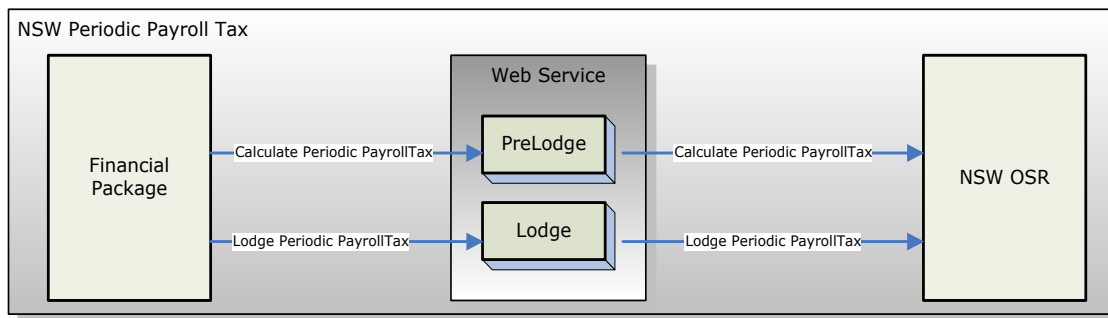 NSW Periodic Payroll Tax
Web Service
Financial
Package
Calculate Periodic PayrollTax
PreLodge
Calculate Periodic PayrollTax
NSW OSR
Lodge Periodic PayrollTax
Lodge
Lodge Periodic PayrollTax